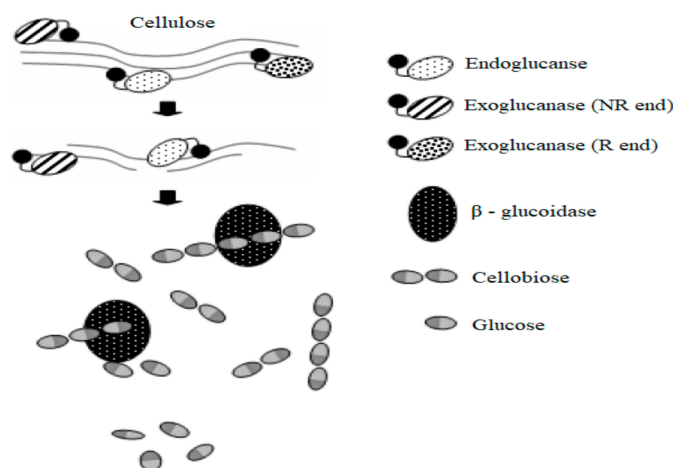 Cellulose
Endoglucanse
Exoglucanase (NR end)
Exoglucanase (R end)
β - glucoidase
Cellobiose
Glucose